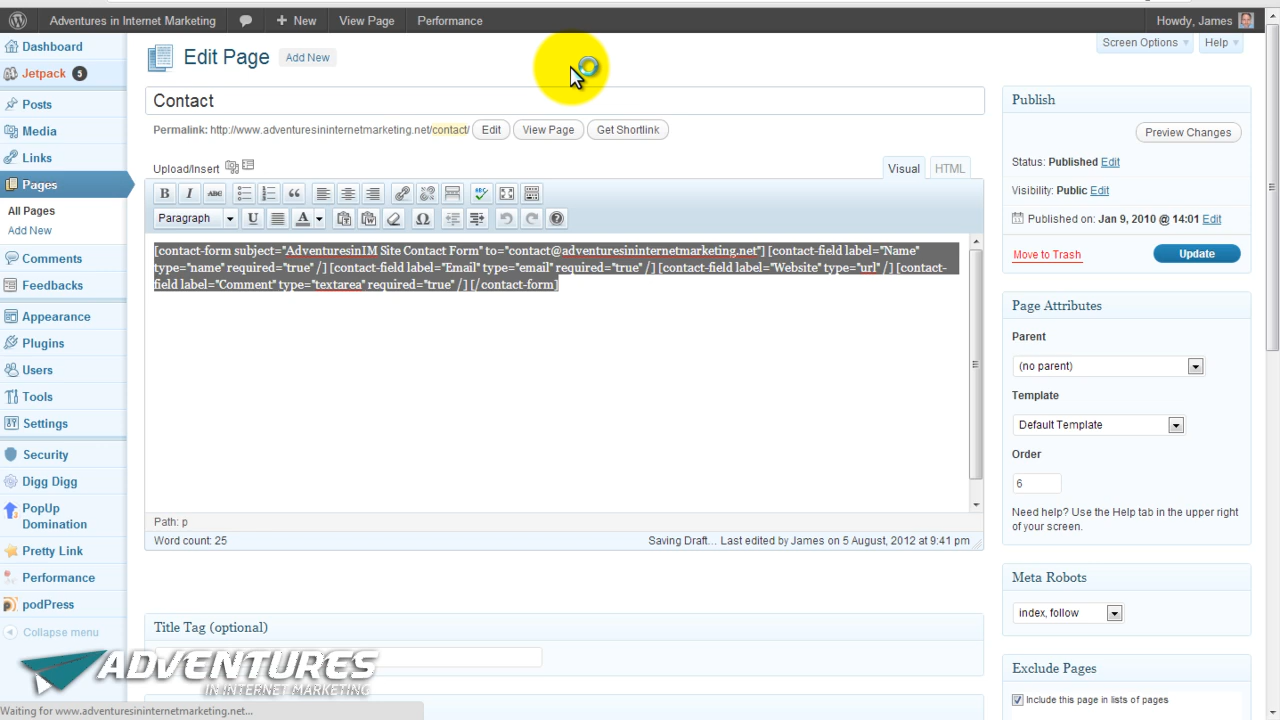 Adventures in Internet Marketing
New
View Page
Performance
Howdy, James
Dashboard
Jetpack 5
Posts
Media
Links
Pages
All Pages
Add New
Comments
Feedbacks
Appearance
Plugins
Users
Tools
Settings
Security
Digg Digg
PopUp
Domination
Pretty Link
Performance
podPress
Collapse menu
Edit Page
Add New
Screen Options
Help
Contact
Permalink: http://www.adventuresininternetmarketing.net/contact/ Edit View Page Get Shortlink
Upload/Insert
Visual
HTML
B I ABC
Paragraph
U
A
[contact-form subject="AdventuresinIM Site Contact Form" to="contact@adventuresininternetmarketing.net"] [contact-field label="Name"
type="name" required="true" /] [contact-field label="Email" type="email" required="true" /] [contact-field label="Website" type="url" /] [contact-
field label="Comment" type="textarea" required="true" /] [/contact-form]
Path: p
Word count: 25
Saving Draft... Last edited by James on 5 August, 2012 at 9:41 pm
Title Tag (optional)
Publish
Preview Changes
Status: Published Edit
Visibility: Public Edit
Published on: Jan 9, 2010 @ 14:01 Edit
Move to Trash
Update
Page Attributes
Parent
(no parent)
Template
Default Template
Order
6
Need help? Use the Help tab in the upper right
of your screen.
Meta Robots
index, follow
Exclude Pages
Include this page in lists of pages
ADVENTURES
IN INTERNET MARKETING
Waiting for www.adventuresininternetmarketing.net...